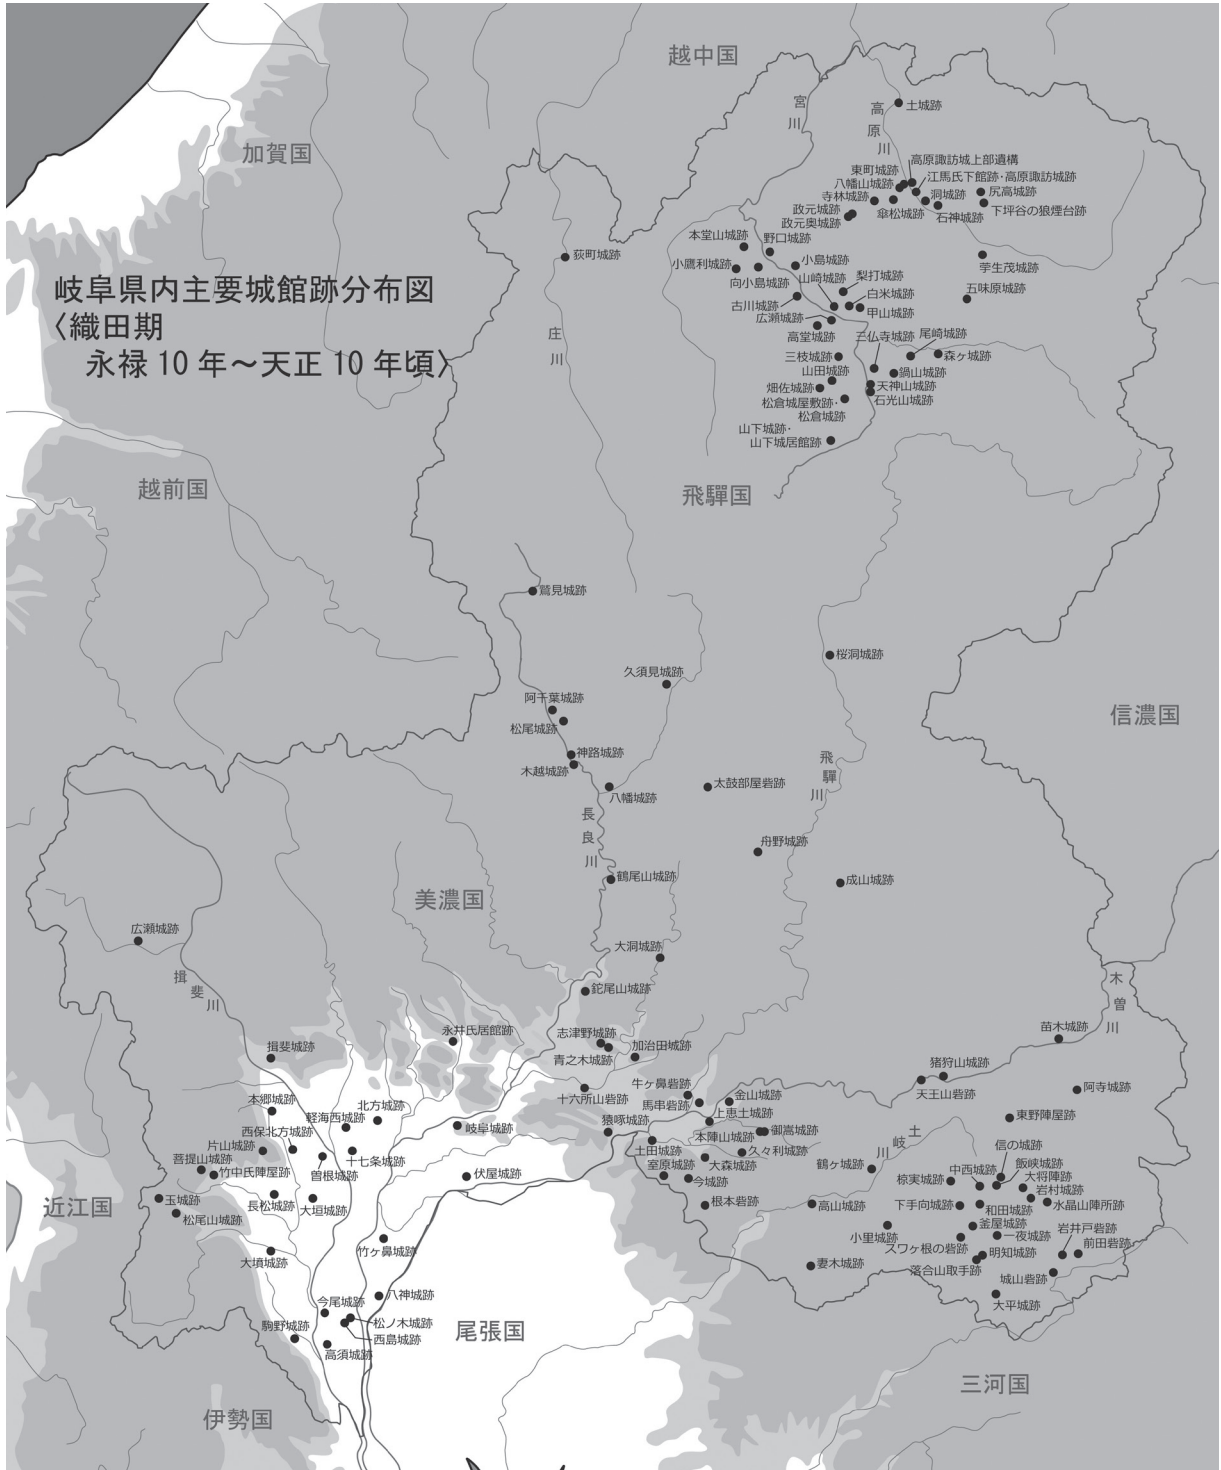 岐阜県内主要城館跡分布図
〈織田期
永禄 10 年～天正 10 年頃〉
越中国
加賀国
越前国
飛驒国
信濃国
美濃国
近江国
尾張国
伊勢国
三河国
宮川
高原川
庄川
飛驒川
長良川
揖斐川
木曽川
土岐川
土城跡
高原諏訪城上部遺構
東町城跡
江馬氏下館跡・高原諏訪城跡
八幡山城跡
寺林城跡
傘松城跡
洞城跡
石神城跡
尻高城跡
下坪谷の狼煙台跡
政元城跡
政元奥城跡
本堂山城跡
野口城跡
荻町城跡
小鷹利城跡
向小島城跡
小島城跡
山崎城跡
梨打城跡
芋生茂城跡
五味原城跡
白米城跡
甲山城跡
古川城跡
広瀬城跡
高堂城跡
三仏寺城跡
尾崎城跡
森ヶ城跡
三枝城跡
山田城跡
鍋山城跡
畑佐城跡
天神山城跡
石光山城跡
松倉城屋敷跡・
松倉城跡
山下城跡・
山下城居館跡
鷲見城跡
桜洞城跡
久須見城跡
阿千葉城跡
松尾城跡
神路城跡
木越城跡
八幡城跡
太鼓部屋砦跡
舟野城跡
鶴尾山城跡
成山城跡
広瀬城跡
大洞城跡
鉈尾山城跡
永井氏居館跡
志津野城跡
青之木城跡
加治田城跡
苗木城跡
揖斐城跡
十六所山砦跡
牛ヶ鼻砦跡
馬串砦跡
金山城跡
猪狩山城跡
天王山砦跡
阿寺城跡
本郷城跡
軽海西城跡
北方城跡
岐阜城跡
猿啄城跡
上恵土城跡
本陣山城跡
御嵩城跡
東野陣屋跡
西保北方城跡
片山城跡
菩提山城跡
竹中氏陣屋跡
曽根城跡
十七条城跡
伏屋城跡
土田城跡
室原城跡
今城跡
大森城跡
久々利城跡
鶴ヶ城跡
信の城跡
中西城跡
飯峡城跡
大将陣跡
椋実城跡
岩村城跡
水晶山陣所跡
玉城跡
松尾山城跡
長松城跡
大垣城跡
根本砦跡
高山城跡
下手向城跡
和田城跡
釜屋城跡
小里城跡
一夜城跡
岩井戸砦跡
前田砦跡
スワヶ根の砦跡
明知城跡
大墳城跡
竹ヶ鼻城跡
妻木城跡
落合山取手跡
城山砦跡
大平城跡
八神城跡
今尾城跡
松ノ木城跡
西島城跡
駒野城跡
高須城跡